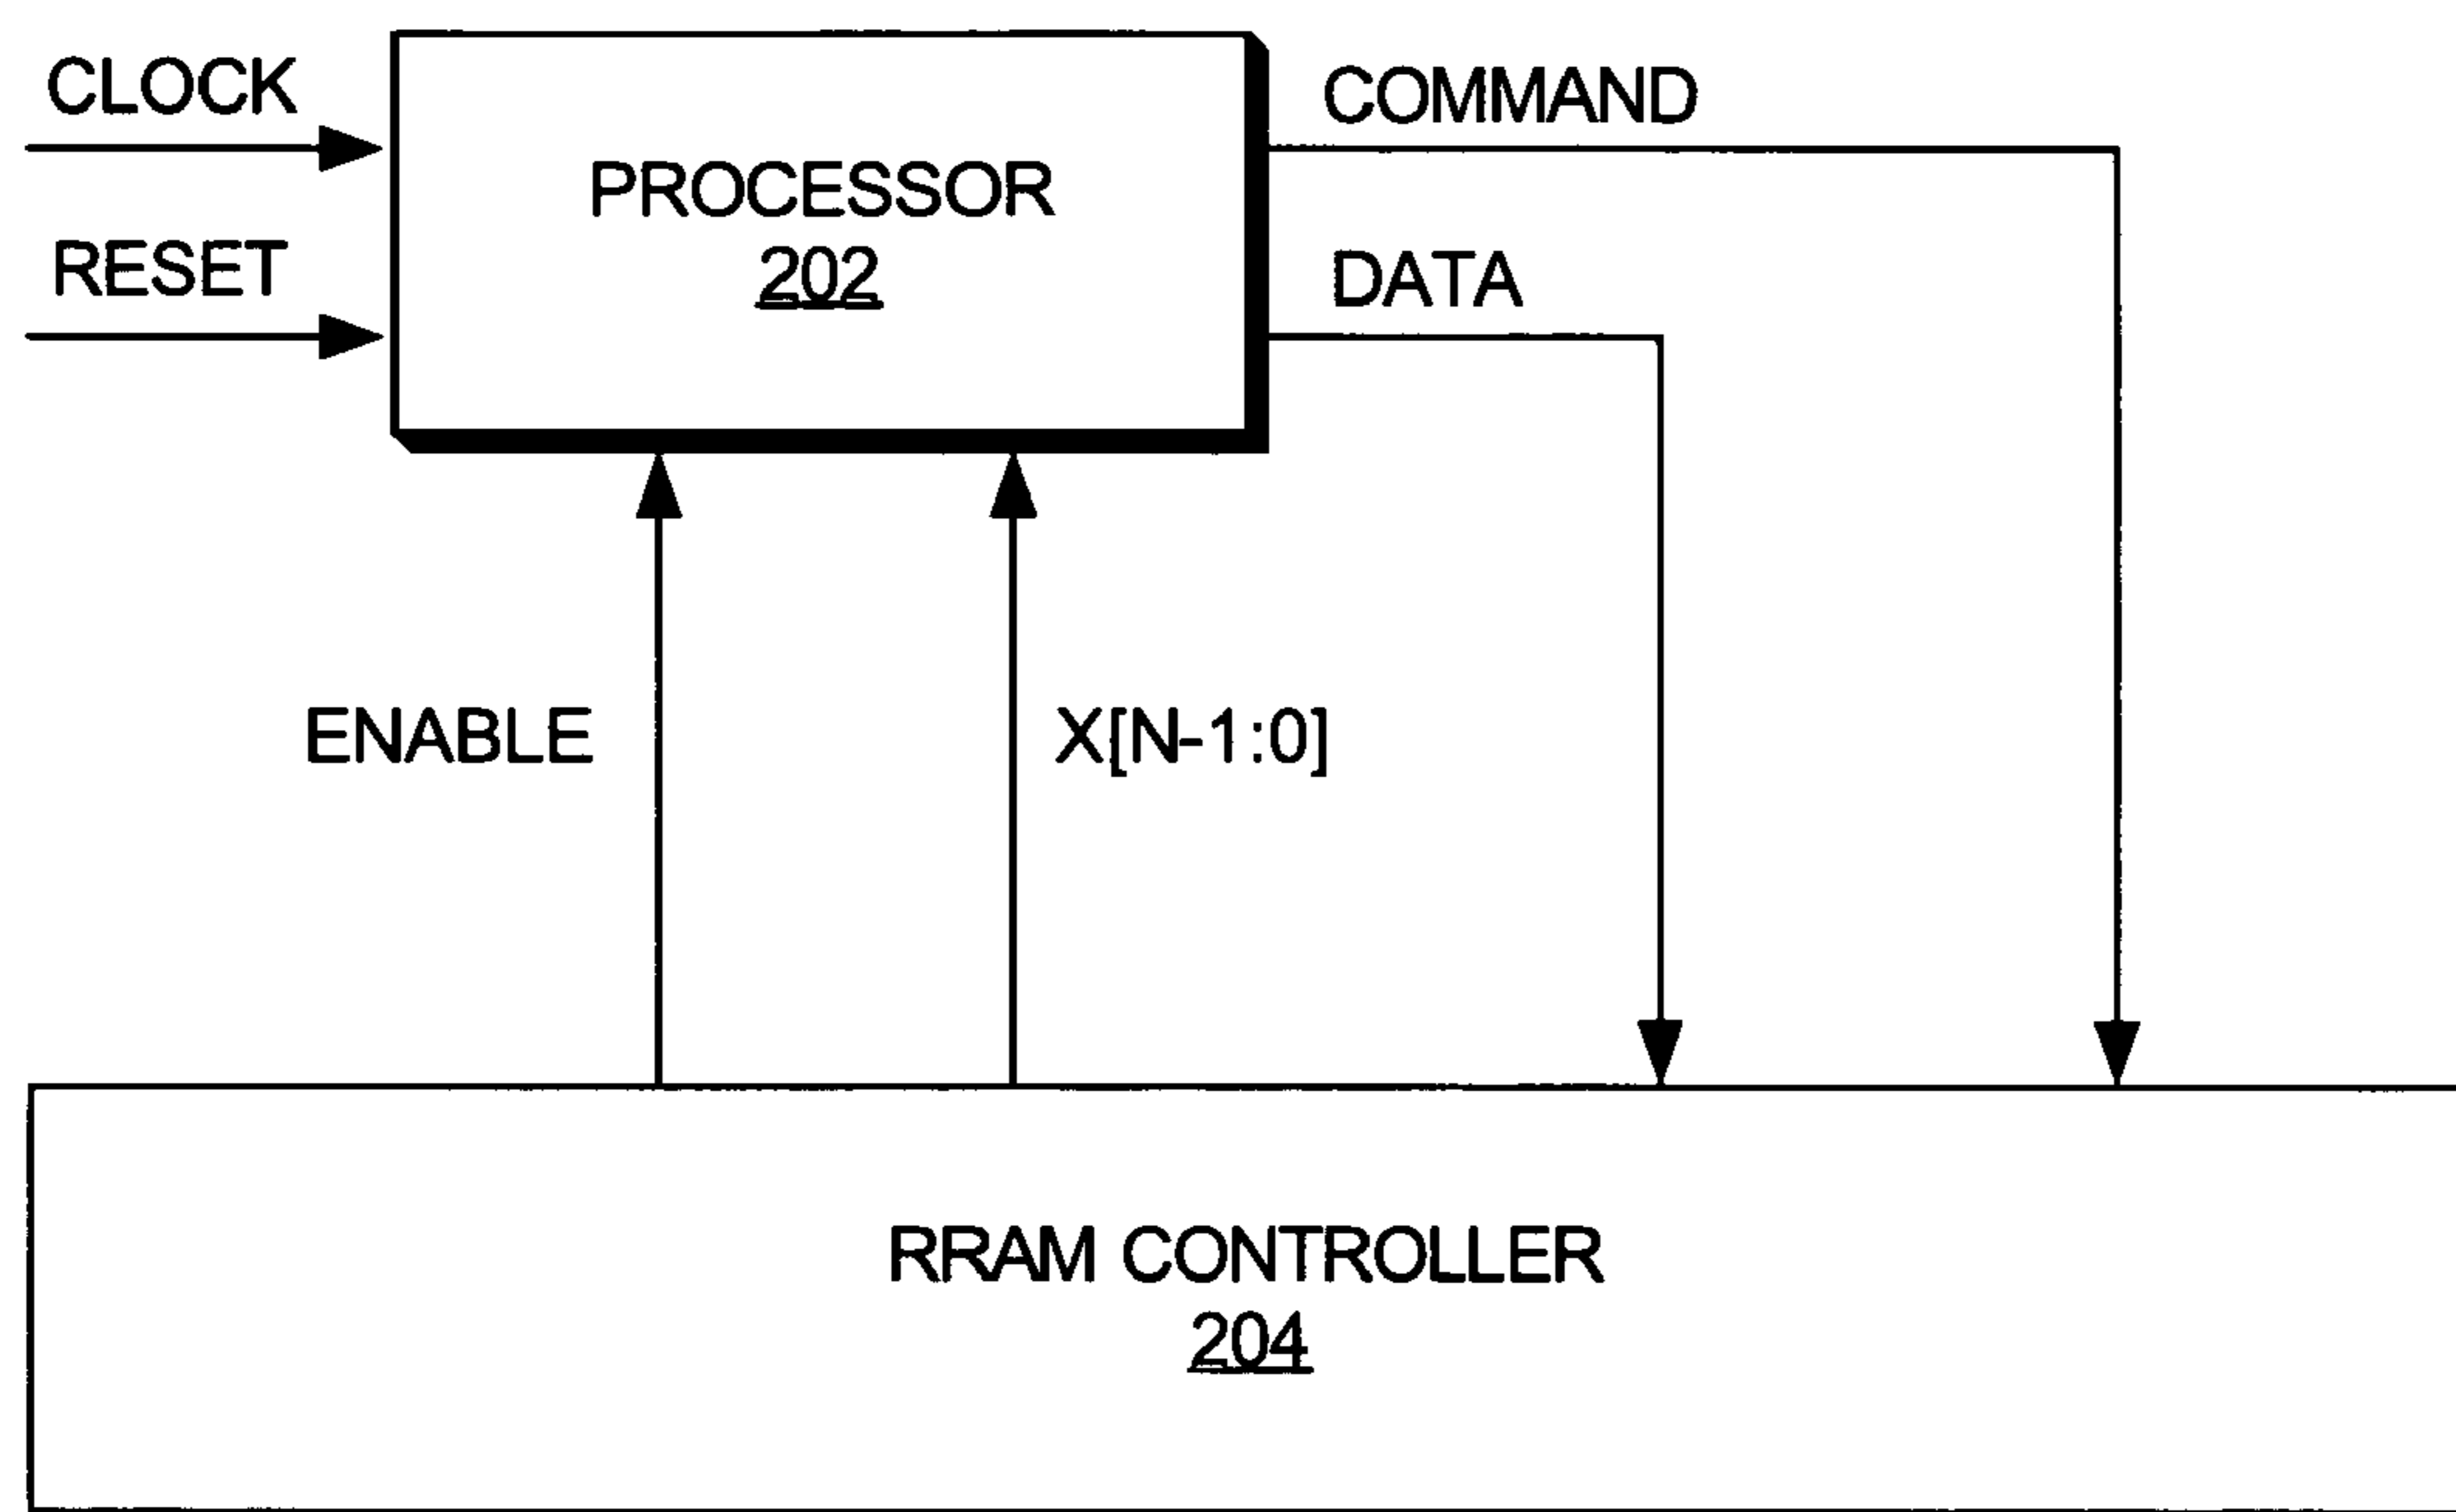 CLOCK
COMMAND
PROCESSOR
202
RESET
DATA
ENABLE
X[N-1:0]
RRAM CONTROLLER
204